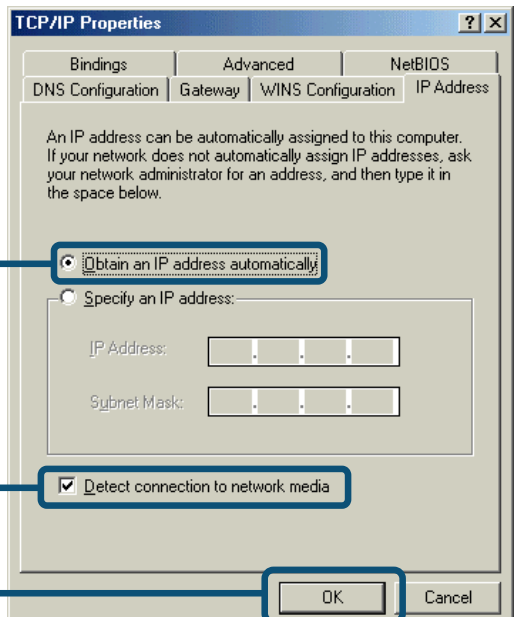 TCP/IP Properties
Bindings Advanced NetBIOS
DNS Configuration Gateway WINS Configuration IP Address
An IP address can be automatically assigned to this computer.
If your network does not automatically assign IP addresses, ask
your network administrator for an address, and then type it in
the space below.
Obtain an IP address automatically
Specify an IP address:
IP Address:
. . .
Subnet Mask:
. . .
Detect connection to network media
OK Cancel